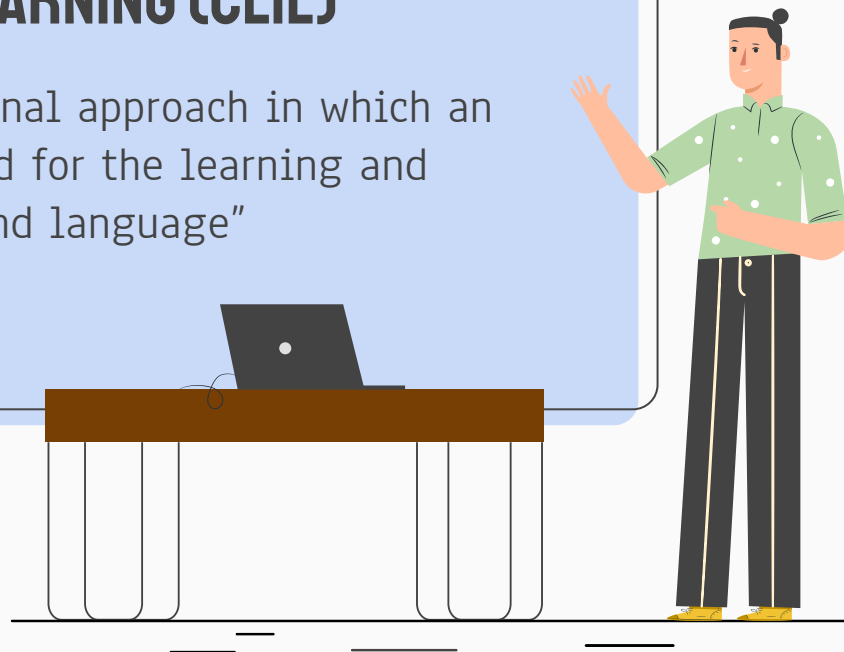 ARNING (CLIL)
nal approach in which an
d for the learning and
nd language”